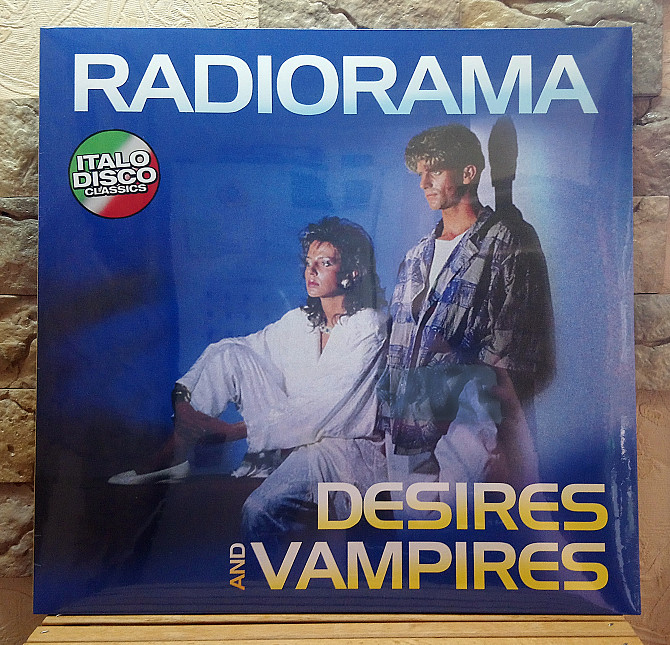 RADIORAMA
ITALO
DISCO
CLASSICS
DESIRES
AND VAMPIRES